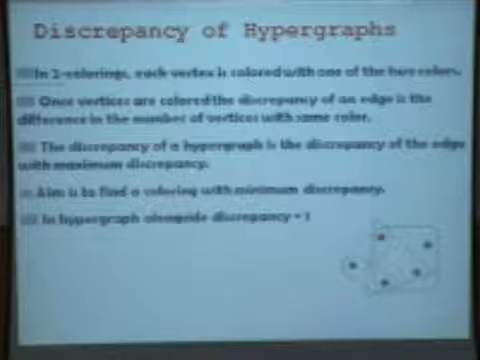 Discrepancy of Hypergraphs
In 2-colorings, each vertex is colored with one of the two colors.
Once vertices are colored the discrepancy of an edge is the
difference in the number of vertices with same color.
The discrepancy of a hypergraph is the discrepancy of the edge
with maximum discrepancy.
Aim is to find a coloring with minimum discrepancy.
In hypergraph alongside discrepancy = 1